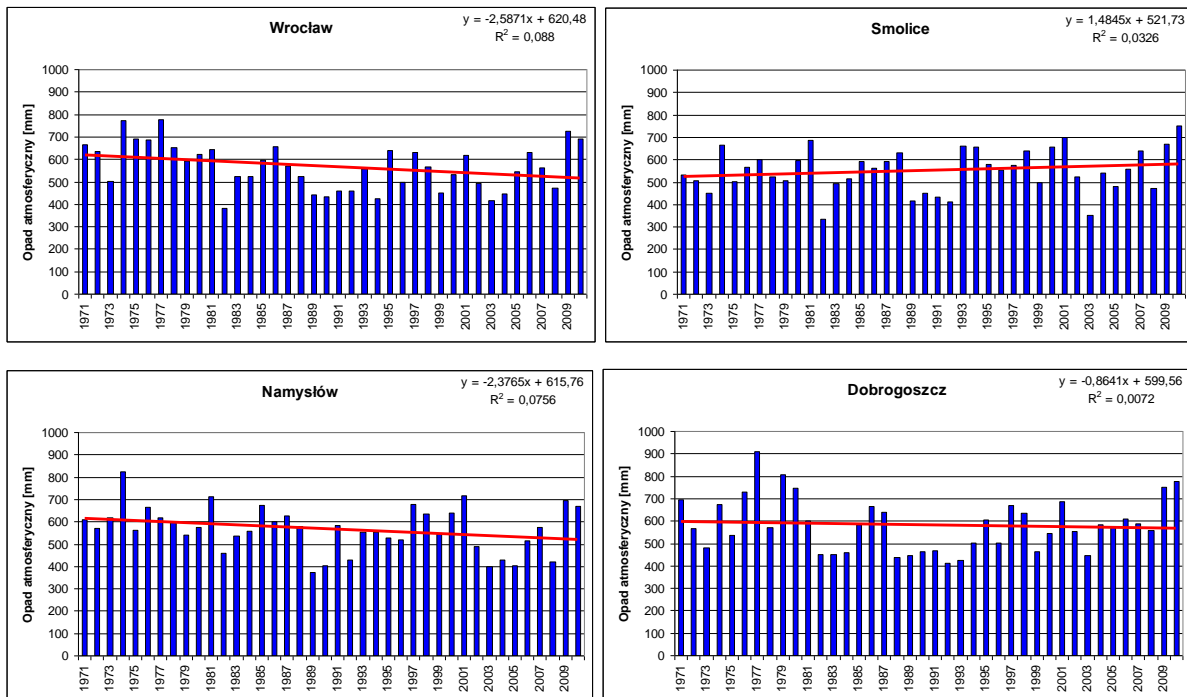 Wrocław
y = -2,5871x + 620,48
R² = 0,088
Opad atmosferyczny [mm]
1000
900
800
700
600
500
400
300
200
100
0
1971 1973 1975 1977 1979 1981 1983 1985 1987 1989 1991 1993 1995 1997 1999 2001 2003 2005 2007 2009
Smolice
y = 1,4845x + 521,73
R² = 0,0326
Opad atmosferyczny [mm]
1000
900
800
700
600
500
400
300
200
100
0
1971 1973 1975 1977 1979 1981 1983 1985 1987 1989 1991 1993 1995 1997 1999 2001 2003 2005 2007 2009
Namysłów
y = -2,3765x + 615,76
R² = 0,0756
Opad atmosferyczny [mm]
1000
900
800
700
600
500
400
300
200
100
0
1971 1973 1975 1977 1979 1981 1983 1985 1987 1989 1991 1993 1995 1997 1999 2001 2003 2005 2007 2009
Dobrogoszcz
y = -0,8641x + 599,56
R² = 0,0072
Opad atmosferyczny [mm]
1000
900
800
700
600
500
400
300
200
100
0
1971 1973 1975 1977 1979 1981 1983 1985 1987 1989 1991 1993 1995 1997 1999 2001 2003 2005 2007 2009